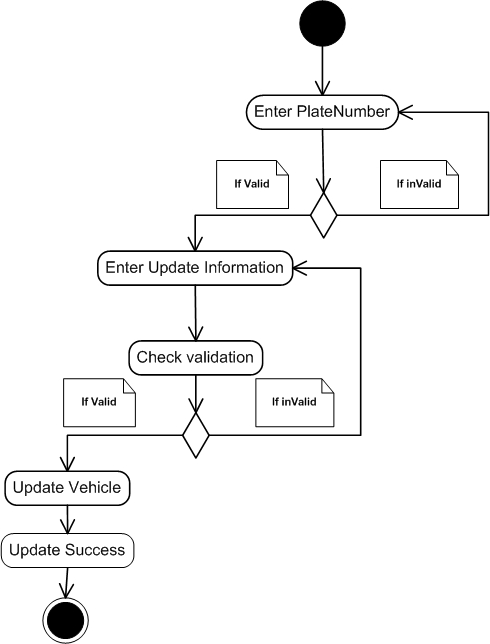 Enter PlateNumber
If Valid
If inValid
Enter Update Information
Check validation
If Valid
If inValid
Update Vehicle
Update Success